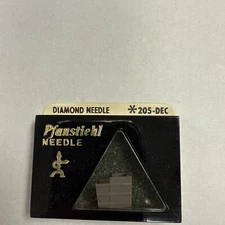 DIAMOND NEEDLE *205-DEC
Pfanstiehl
NEEDLE